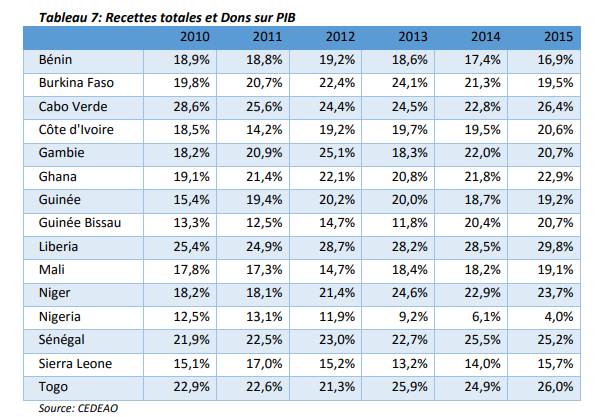 Tableau 7: Recettes totales et Dons sur PIB
2010 2011 2012 2013 2014 2015
Bénin 18,9% 18,8% 19,2% 18,6% 17,4% 16,9%
Burkina Faso 19,8% 20,7% 22,4% 24,1% 21,3% 19,5%
Cabo Verde 28,6% 25,6% 24,4% 24,5% 22,8% 26,4%
Côte d'Ivoire 18,5% 14,2% 19,2% 19,7% 19,5% 20,6%
Gambie 18,2% 20,9% 25,1% 18,3% 22,0% 20,7%
Ghana 19,1% 21,4% 22,1% 20,8% 21,8% 22,9%
Guinée 15,4% 19,4% 20,2% 20,0% 18,7% 19,2%
Guinée Bissau 13,3% 12,5% 14,7% 11,8% 20,4% 20,7%
Liberia 25,4% 24,9% 28,7% 28,2% 28,5% 29,8%
Mali 17,8% 17,3% 14,7% 18,4% 18,2% 19,1%
Niger 18,2% 18,1% 21,4% 24,6% 22,9% 23,7%
Nigeria 12,5% 13,1% 11,9% 9,2% 6,1% 4,0%
Sénégal 21,9% 22,5% 23,0% 22,7% 25,5% 25,2%
Sierra Leone 15,1% 17,0% 15,2% 13,2% 14,0% 15,7%
Togo 22,9% 22,6% 21,3% 25,9% 24,9% 26,0%
Source: CEDEAO